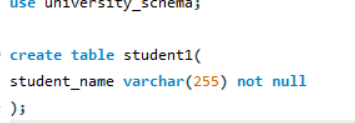 use university_schema;
create table student1(
student_name varchar(255) not null
);